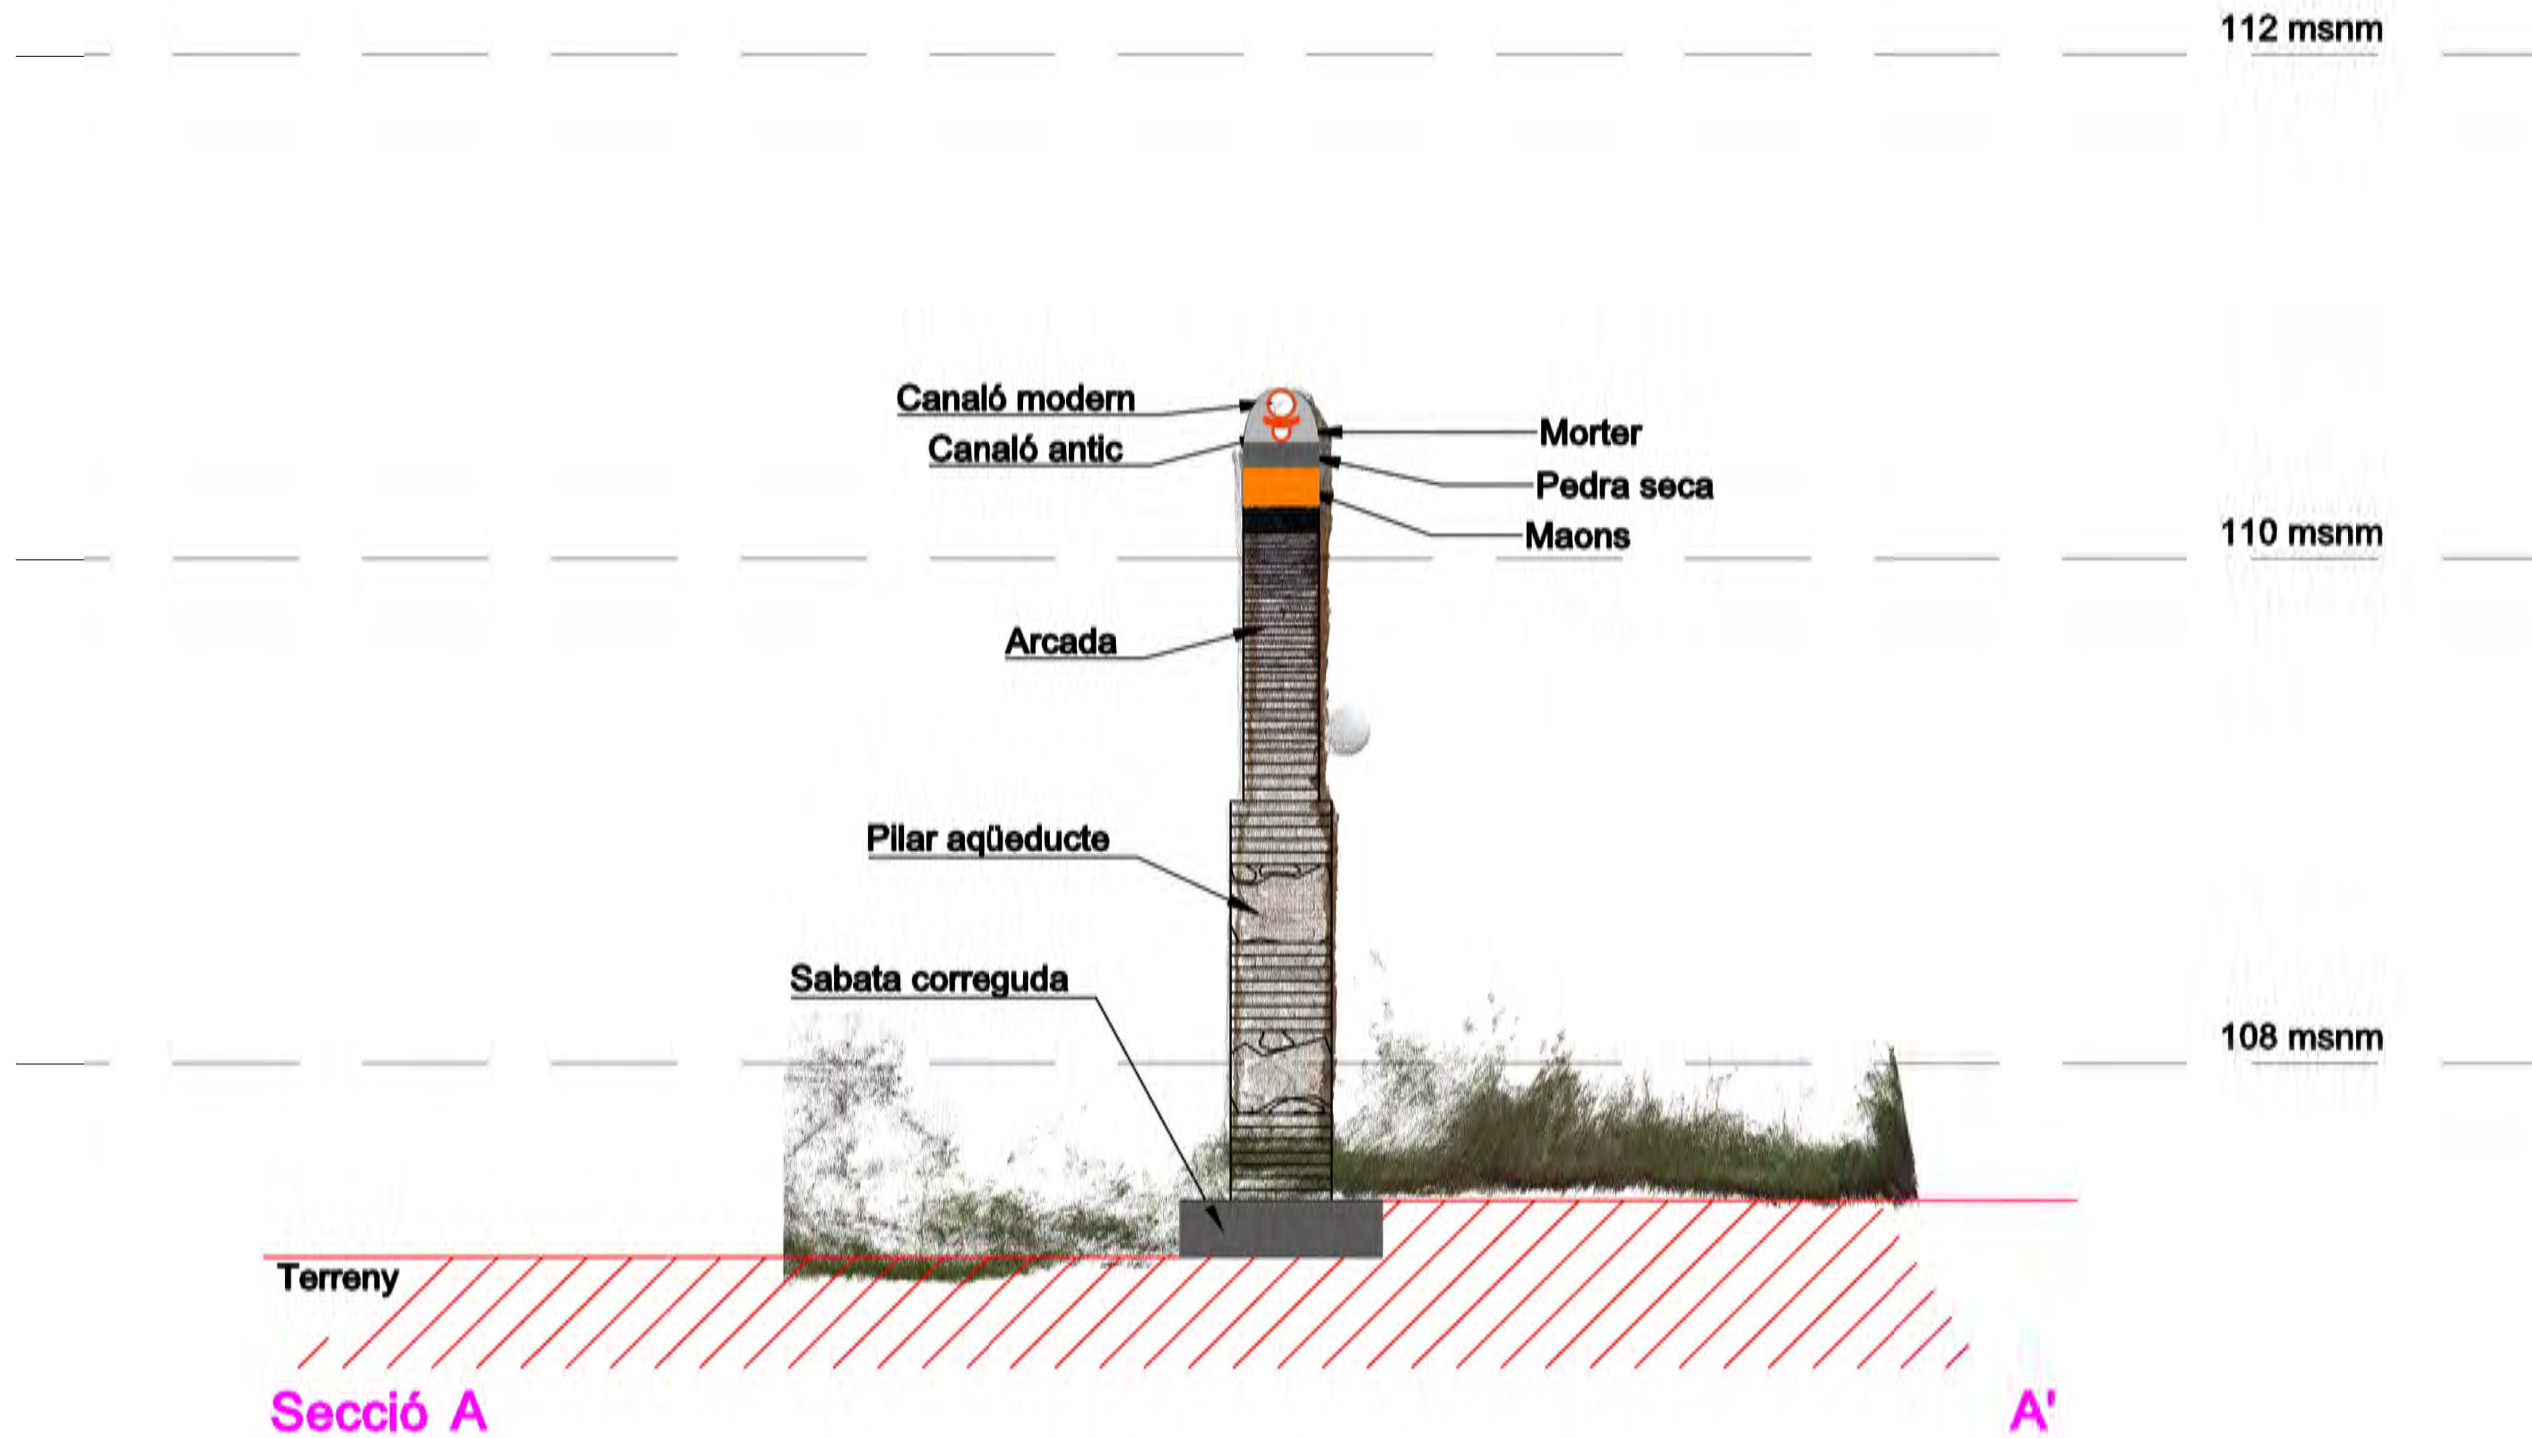 112 msnm
Canaló modern
Morter
Canaló antic
Pedra seca
Maons
110 msnm
Arcada
Pilar aqüeducte
Sabata correguda
108 msnm
Terreny
Secció A
A'